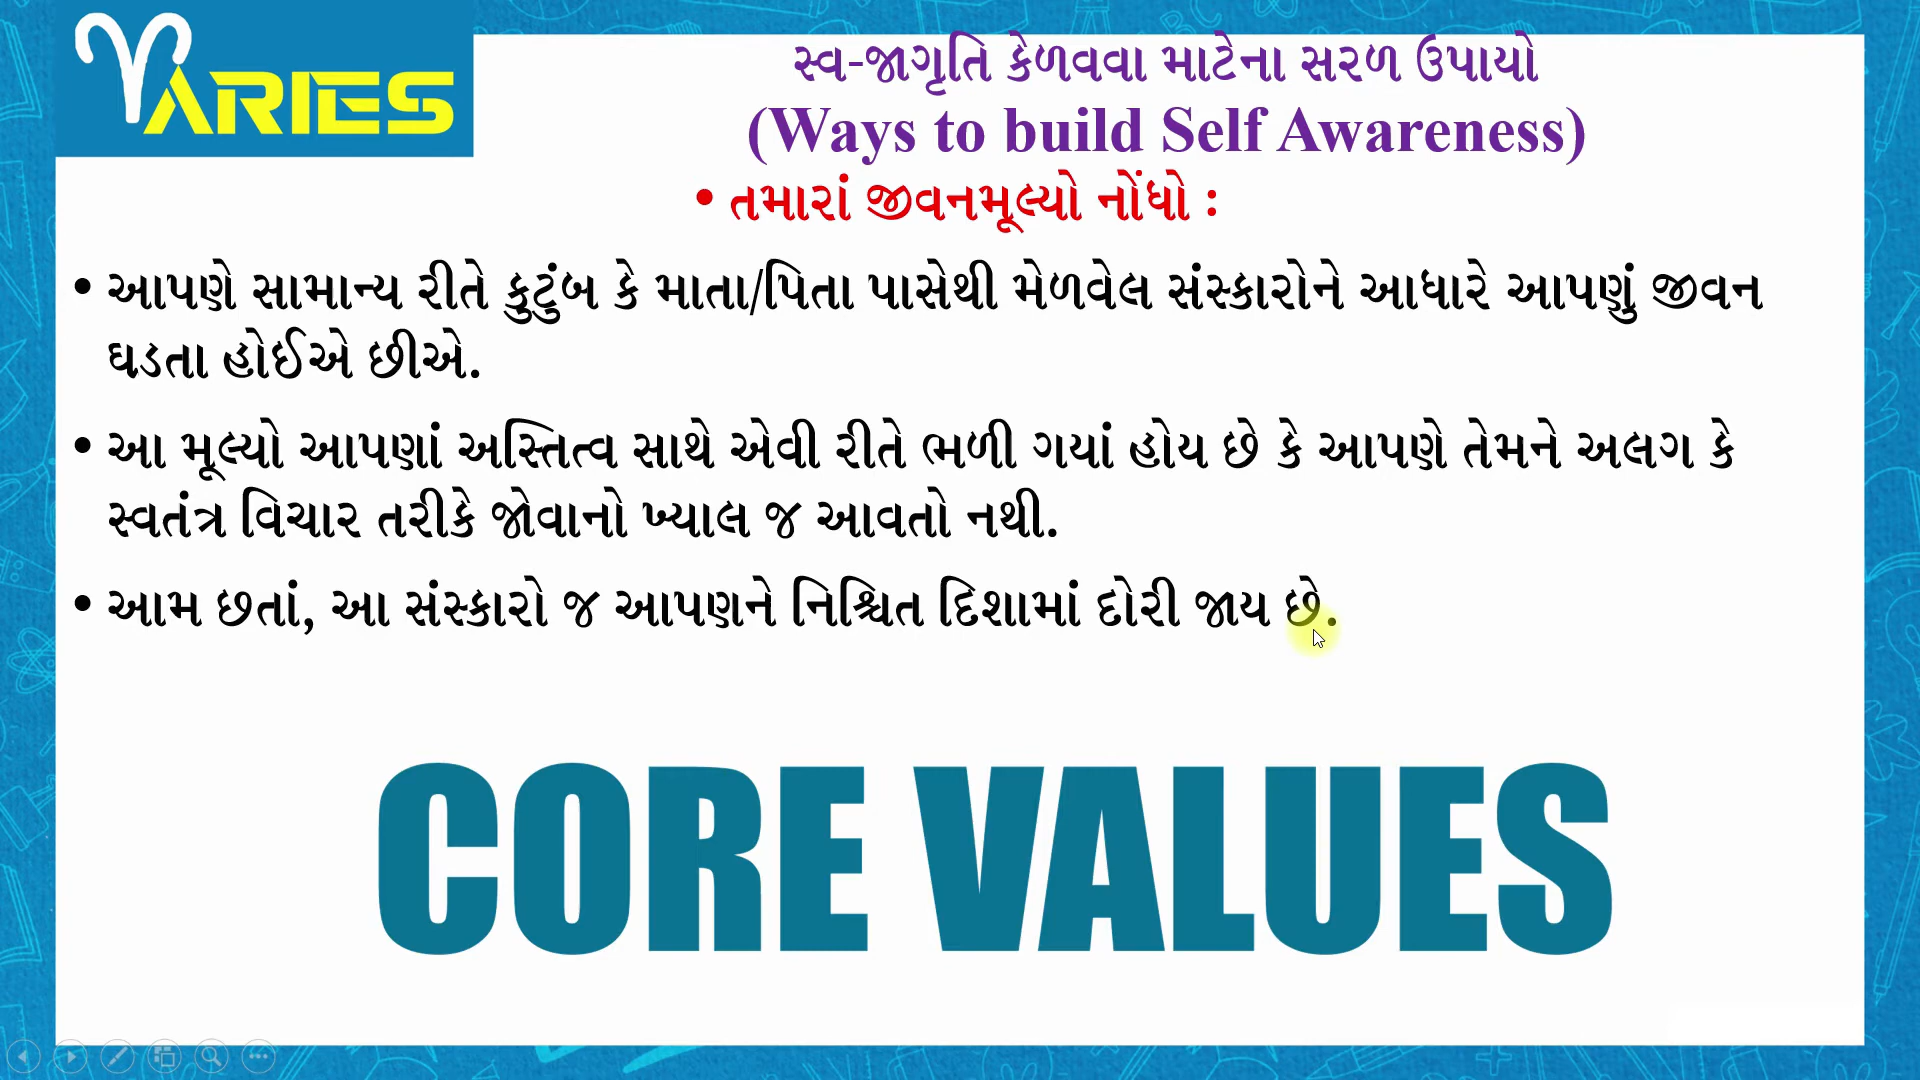 ARIES
સ્વ-જાગૃતિ કેળવવા માટેના સરળ ઉપાયો
(Ways to build Self Awareness)
• તમારાં જીવનમૂલ્યો નોંધો :
• આપણે સામાન્ય રીતે કુટુંબ કે માતા/પિતા પાસેથી મેળવેલ સંસ્કારોને આધારે આપણું જીવન
ઘડતા હોઈએ છીએ.
• આ મૂલ્યો આપણાં અસ્તિત્વ સાથે એવી રીતે ભળી ગયાં હોય છે કે આપણે તેમને અલગ કે
સ્વતંત્ર વિચાર તરીકે જોવાનો ખ્યાલ જ આવતો નથી.
• આમ છતાં, આ સંસ્કારો જ આપણને નિશ્ચિત દિશામાં દોરી જાય છે.
CORE VALUES